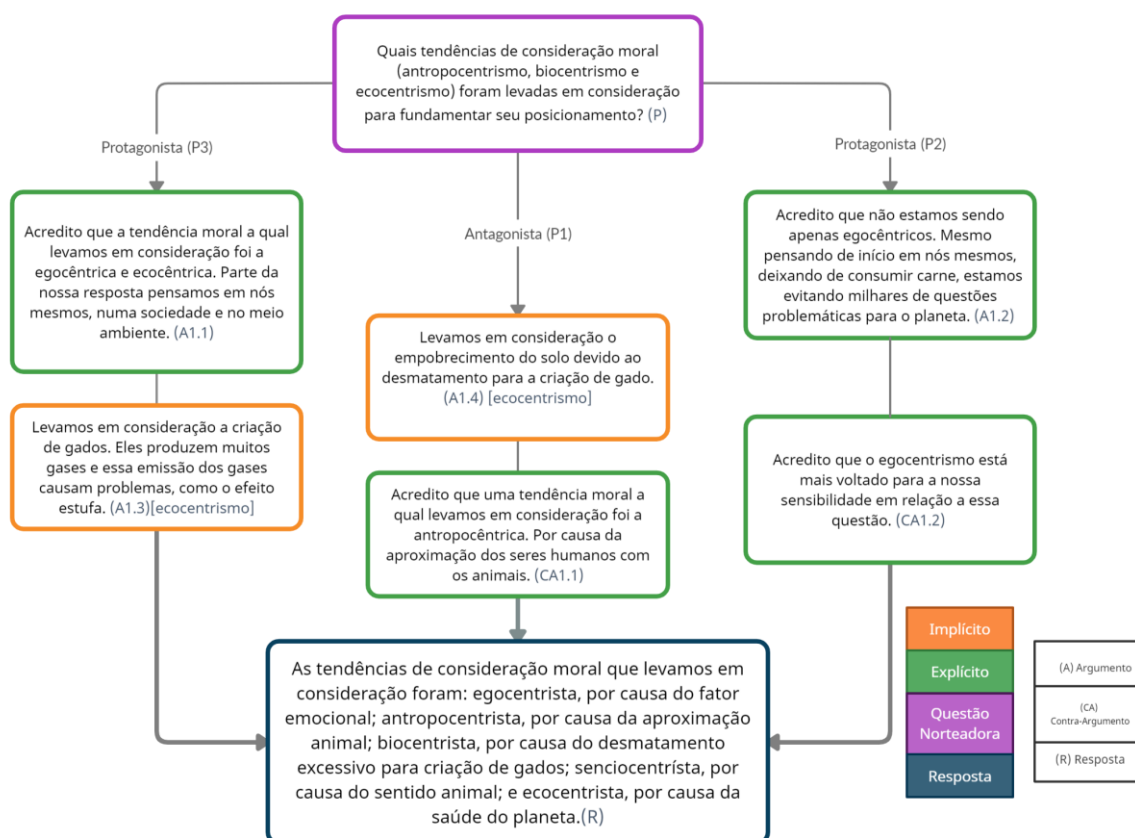 Quais tendências de consideração moral
(antropocentrismo, biocentrismo e
ecocentrismo) foram levadas em consideração
para fundamentar seu posicionamento? (P)
Protagonista (P3)
Antagonista (P1)
Protagonista (P2)
Acredito que a tendência moral a qual
levamos em consideração foi a
egocêntrica e ecocêntrica. Parte da
nossa resposta pensamos em nós
mesmos, numa sociedade e no meio
ambiente. (A1.1)
Levamos em consideração a criação
de gados. Eles produzem muitos
gases e essa emissão dos gases
causam problemas, como o efeito
estufa. (A1.3)[ecocentrismo]
Levamos em consideração o
empobrecimento do solo devido ao
desmatamento para a criação de gado.
(A1.4) [ecocentrismo]
Acredito que uma tendência moral a
qual levamos em consideração foi a
antropocêntrica. Por causa da
aproximação dos seres humanos com
os animais. (CA1.1)
Acredito que não estamos sendo
apenas egocêntricos. Mesmo
pensando de início em nós mesmos,
deixando de consumir carne, estamos
evitando milhares de questões
problemáticas para o planeta. (A1.2)
Acredito que o egocentrismo está
mais voltado para a nossa
sensibilidade em relação a essa
questão. (CA1.2)
As tendências de consideração moral que levamos em
consideração foram: egocentrista, por causa do fator
emocional; antropocentrista, por causa da aproximação
animal; biocentrista, por causa do desmatamento
excessivo para criação de gados; senciocentrísta, por
causa do sentido animal; e ecocentrista, por causa da
saúde do planeta.(R)
Implícito
Explícito
Questão
Norteadora
Resposta
(A) Argumento
(CA)
Contra-Argumento
(R) Resposta